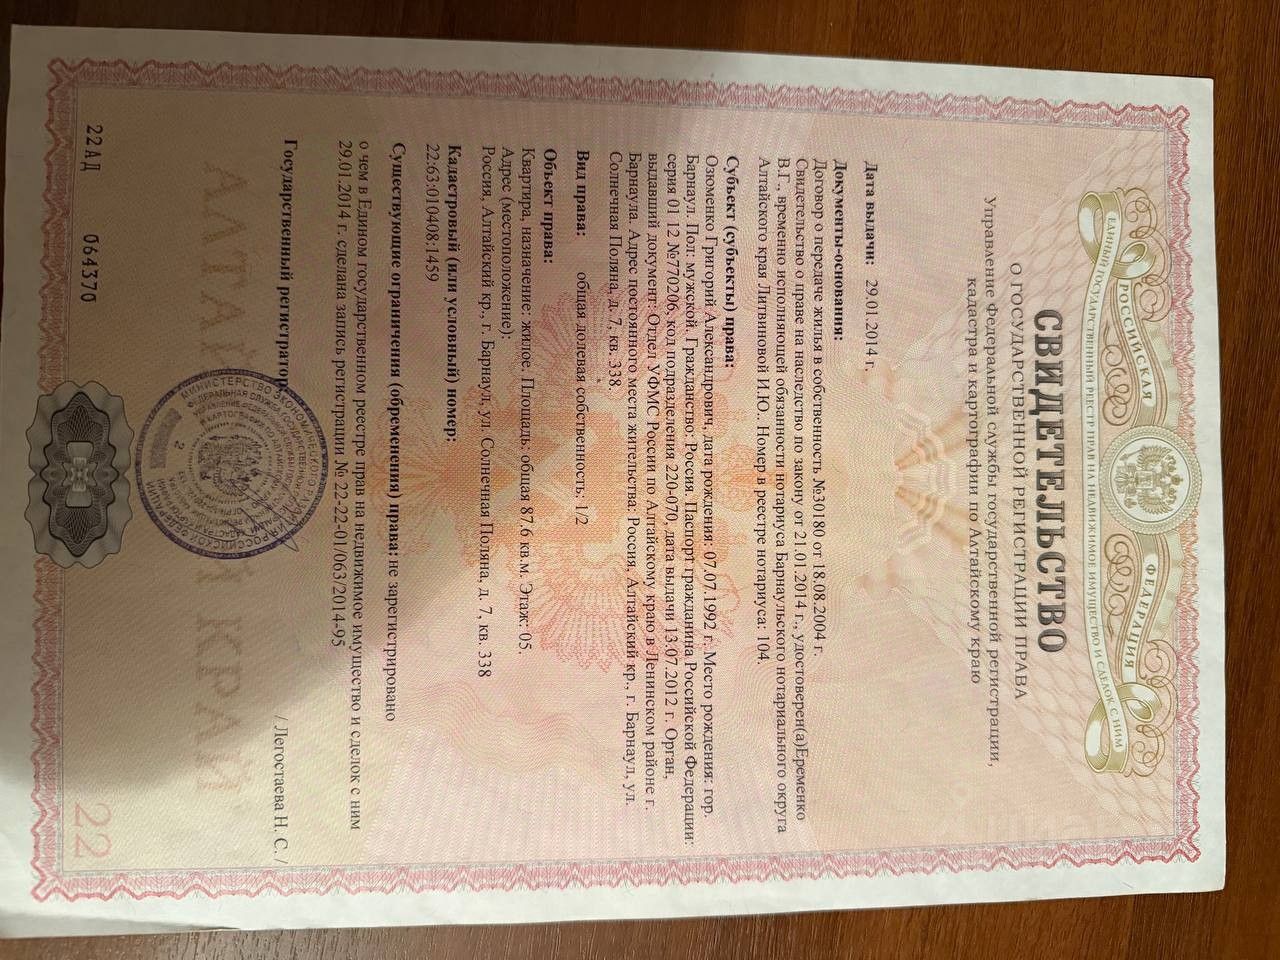 РОССИЙСКАЯ ФЕДЕРАЦИЯ
ЕДИНЫЙ ГОСУДАРСТВЕННЫЙ РЕЕСТР ПРАВ НА НЕДВИЖИМОЕ ИМУЩЕСТВО И СДЕЛОК С НИМ
СВИДЕТЕЛЬСТВО
О ГОСУДАРСТВЕННОЙ РЕГИСТРАЦИИ ПРАВА
Управление Федеральной службы государственной регистрации,
кадастра и картографии по Алтайскому краю
Дата выдачи: 29.01.2014 г.
Документы-основания:
Договор о передаче жилья в собственность №30180 от 18.08.2004 г.
Свидетельство о праве на наследство по закону от 21.01.2014 г., удостоверен(а)Еременко
В.Г., временно исполняющей обязанности нотариуса Барнаульского нотариального округа
Алтайского края Литвиновой И.Ю.. Номер в реестре нотариуса: 104.
Субъект (субъекты) права:
Озюменко Григорий Александрович, дата рождения: 07.07.1992 г. Место рождения: гор.
Барнаул. Пол: мужской. Гражданство: Россия. Паспорт гражданина Российской Федерации:
серия 01 12 №770206, код подразделения 220-070, дата выдачи 13.07.2012 г. Орган,
выдавший документ: Отдел УФМС России по Алтайскому краю в Ленинском районе г.
Барнаула. Адрес постоянного места жительства: Россия, Алтайский кр., г. Барнаул, ул.
Солнечная Поляна, д. 7, кв. 338.
Вид права: общая долевая собственность; 1/2
Объект права:
Квартира, назначение: жилое. Площадь: общая 87.6 кв.м. Этаж: 05.
Адрес (местоположение):
Россия, Алтайский кр., г. Барнаул, ул. Солнечная Поляна, д. 7, кв. 338
Кадастровый (или условный) номер:
22:63:010408:1459
Существующие ограничения (обременения) права: не зарегистрировано
о чем в Едином государственном реестре прав на недвижимое имущество и сделок с ним
29.01.2014 г. сделана запись регистрации № 22-22-01/063/2014-95
Государственный регистратор / Легостаева Н. С. /
АЛТАЙСКИЙ КРАЙ
22
22АД 064370